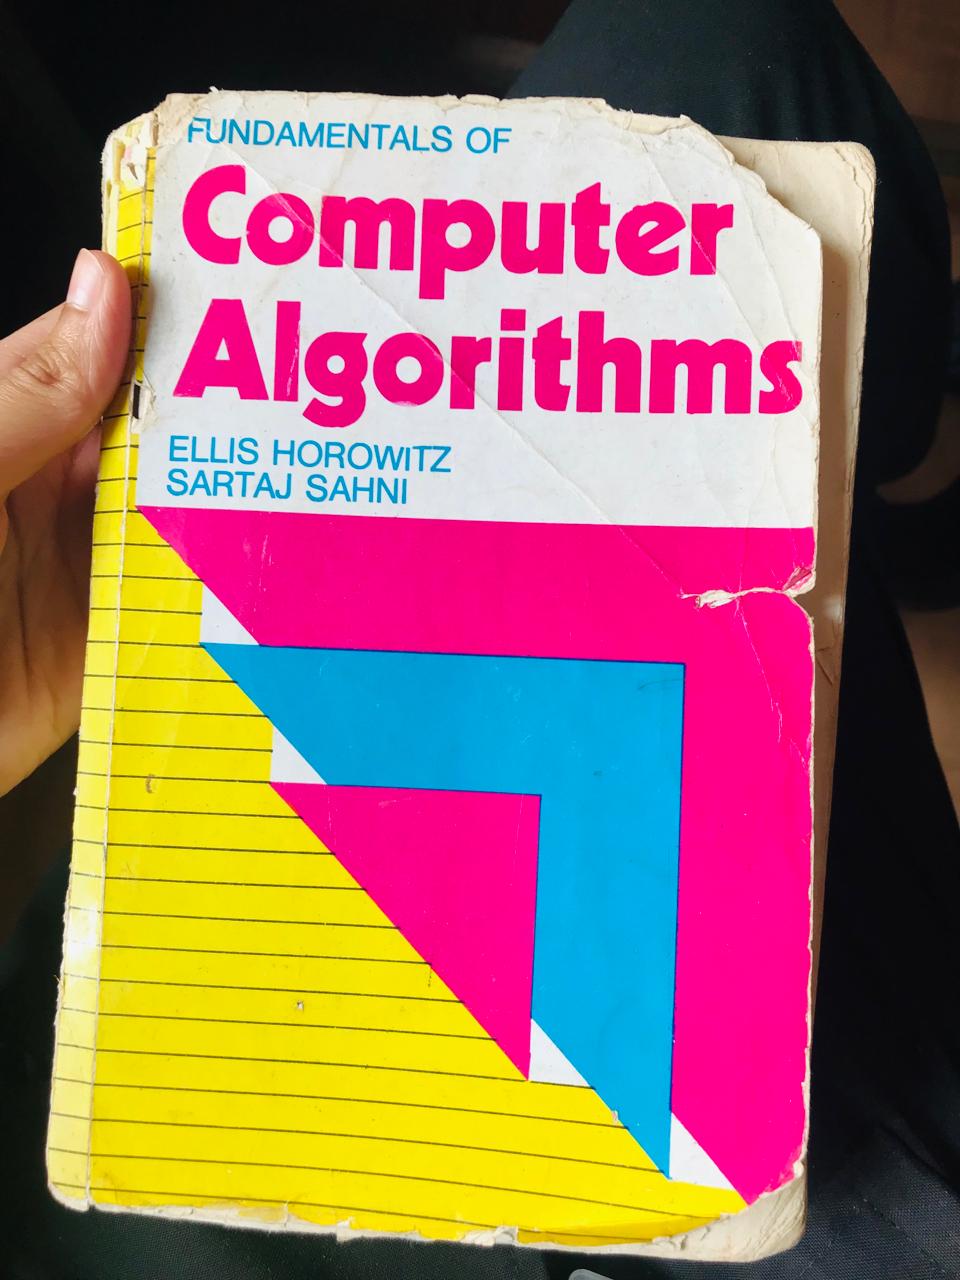 FUNDAMENTALS OF
Computer
Algorithms
ELLIS HOROWITZ
SARTAJ SAHNI